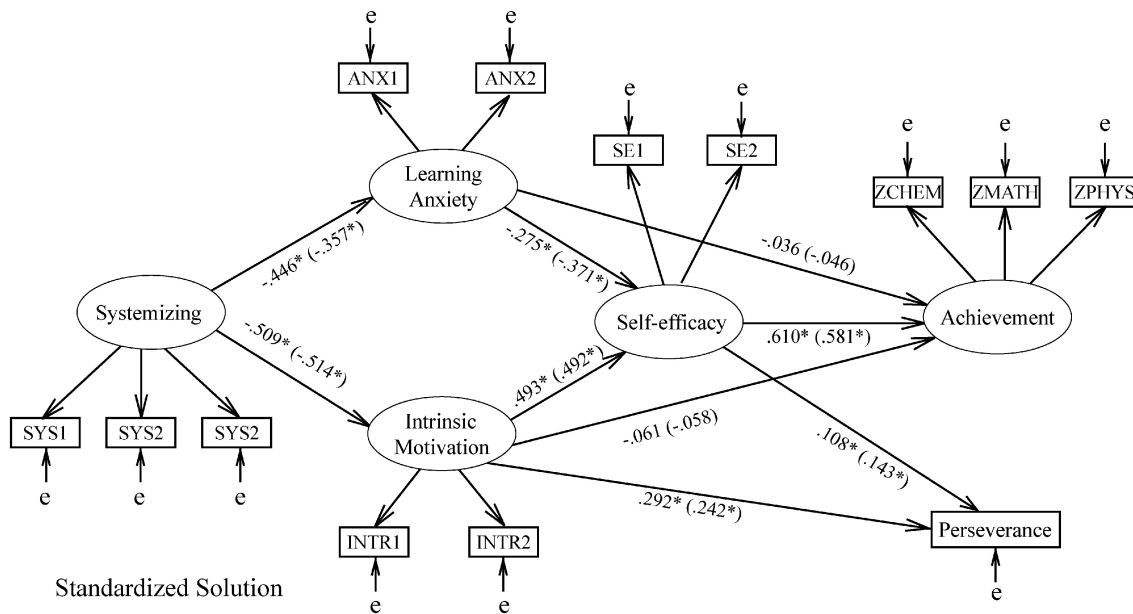 e
e
ANX1
ANX2
e
e
SE1
SE2
e
e
e
ZCHEM
ZMATH
ZPHYS
Learning
Anxiety
-.446* (-.357*)
-.275* (-.371*)
-.036 (-.046)
Systemizing
Self-efficacy
Achievement
.610* (.581*)
-.509* (-.514*)
.493* (.492*)
Intrinsic
Motivation
-.061 (-.058)
.108* (.143*)
.292* (.242*)
SYS1
SYS2
SYS2
e
e
e
INTR1
INTR2
e
e
Perseverance
e
Standardized Solution